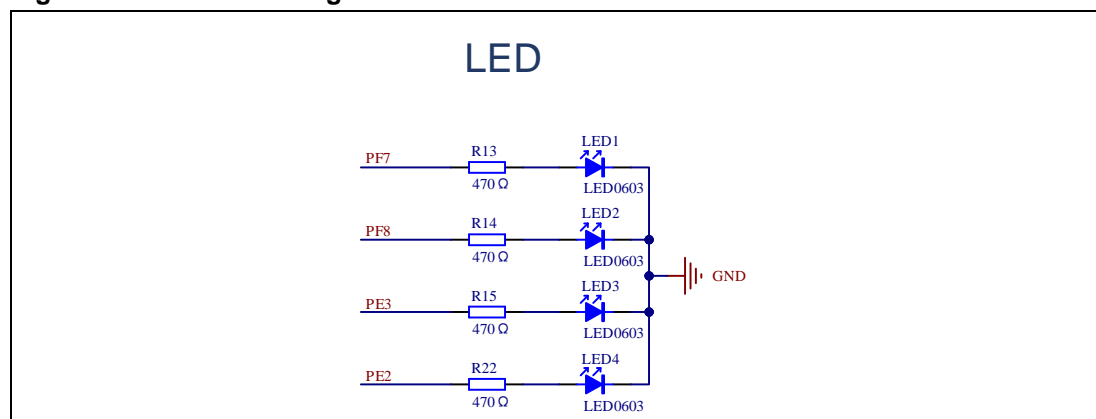 LED
LED1
PF7
R13
470 Ω
LED0603
LED2
PF8
R14
470 Ω
LED0603
GND
LED3
PE3
R15
470 Ω
LED0603
LED4
PE2
R22
470 Ω
LED0603